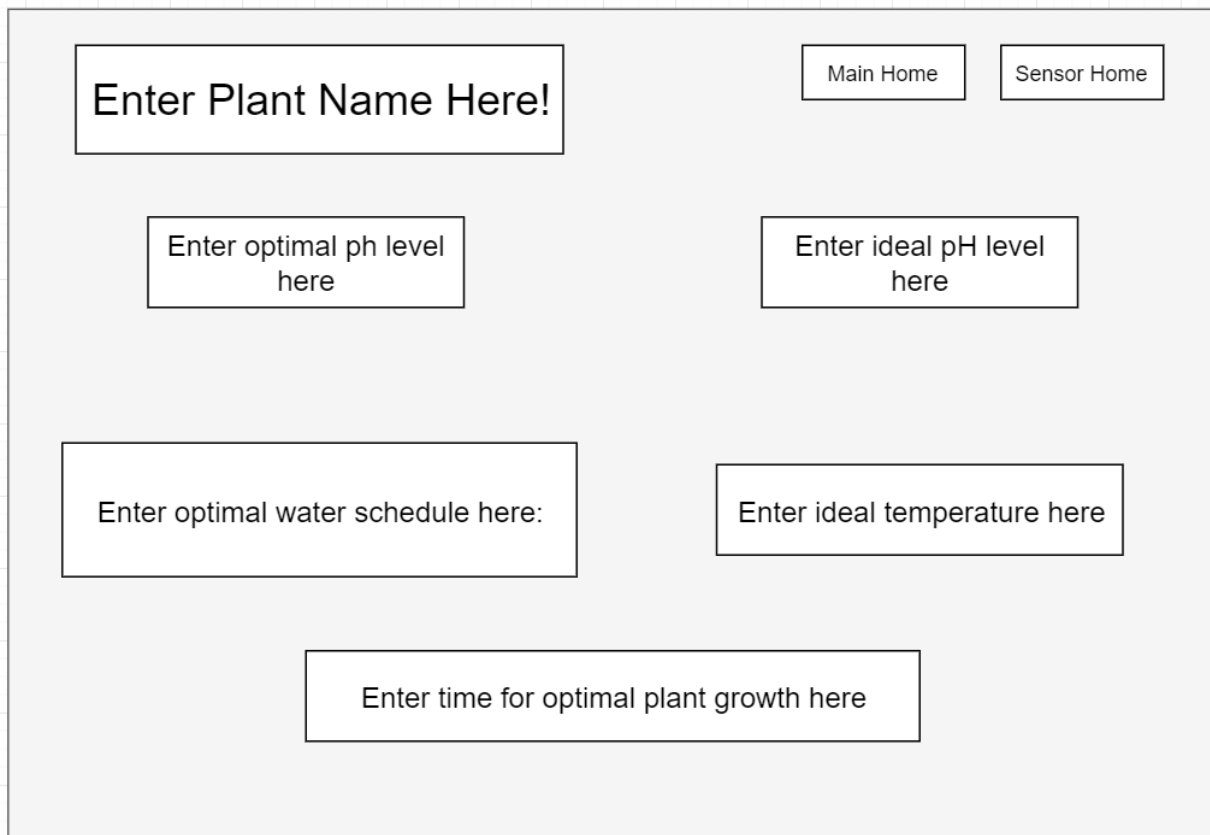 Enter Plant Name Here!
Main Home
Sensor Home
Enter optimal ph level
here
Enter ideal pH level
here
Enter optimal water schedule here:
Enter ideal temperature here
Enter time for optimal plant growth here